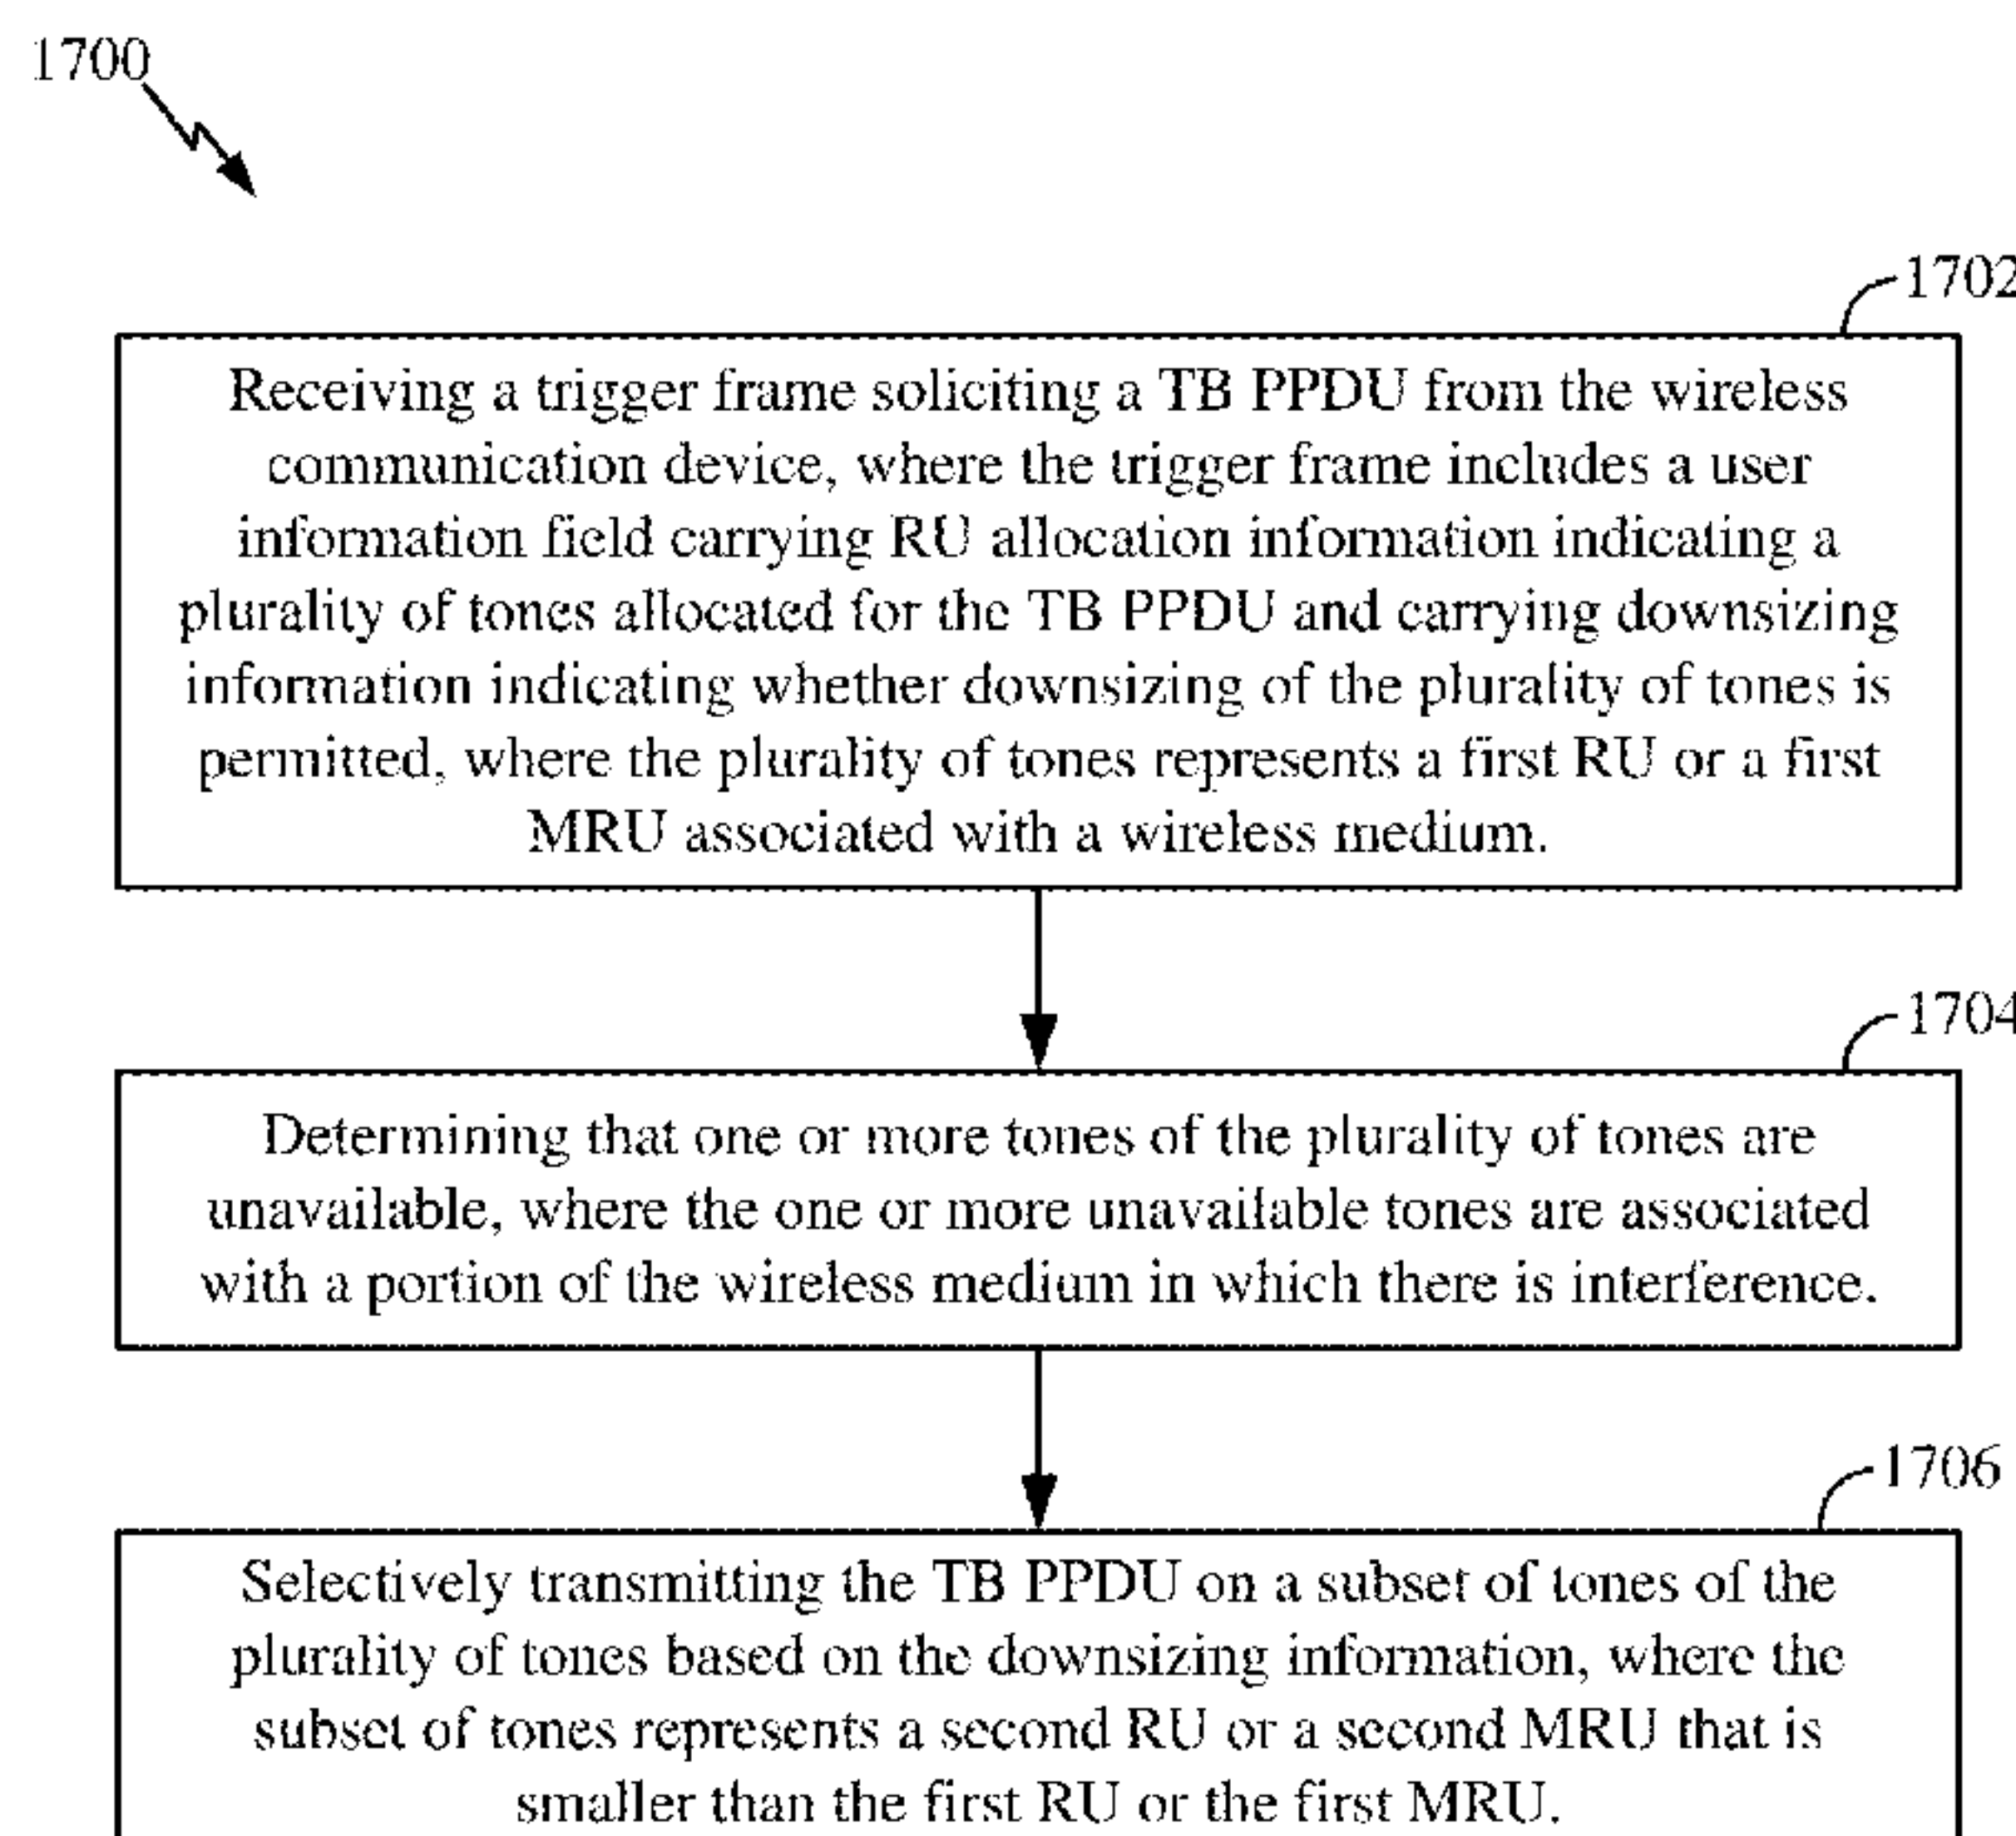 1700
1702
Receiving a trigger frame soliciting a TB PPDU from the wireless
communication device, where the trigger frame includes a user
information field carrying RU allocation information indicating a
plurality of tones allocated for the TB PPDU and carrying downsizing
information indicating whether downsizing of the plurality of tones is
permitted, where the plurality of tones represents a first RU or a first
MRU associated with a wireless medium.
1704
Determining that one or more tones of the plurality of tones are
unavailable, where the one or more unavailable tones are associated
with a portion of the wireless medium in which there is interference.
1706
Selectively transmitting the TB PPDU on a subset of tones of the
plurality of tones based on the downsizing information, where the
subset of tones represents a second RU or a second MRU that is
smaller than the first RU or the first MRU.